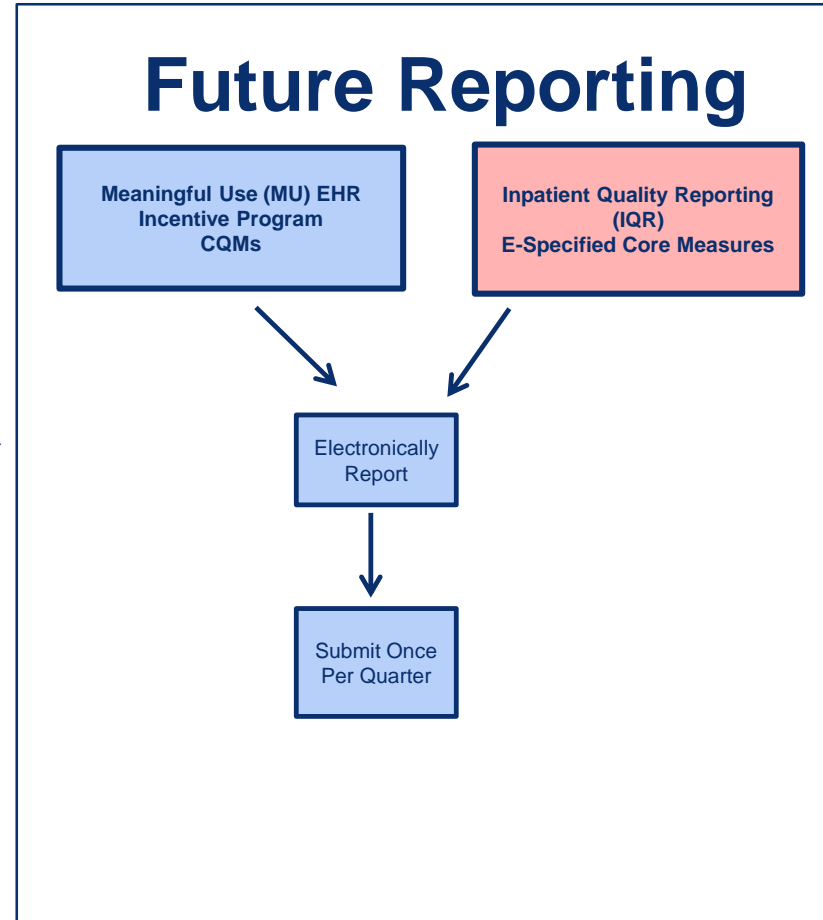 Future Reporting
Meaningful Use (MU) EHR
Incentive Program
CQMs
Inpatient Quality Reporting
(IQR)
E-Specified Core Measures
Electronically
Report
Submit Once
Per Quarter